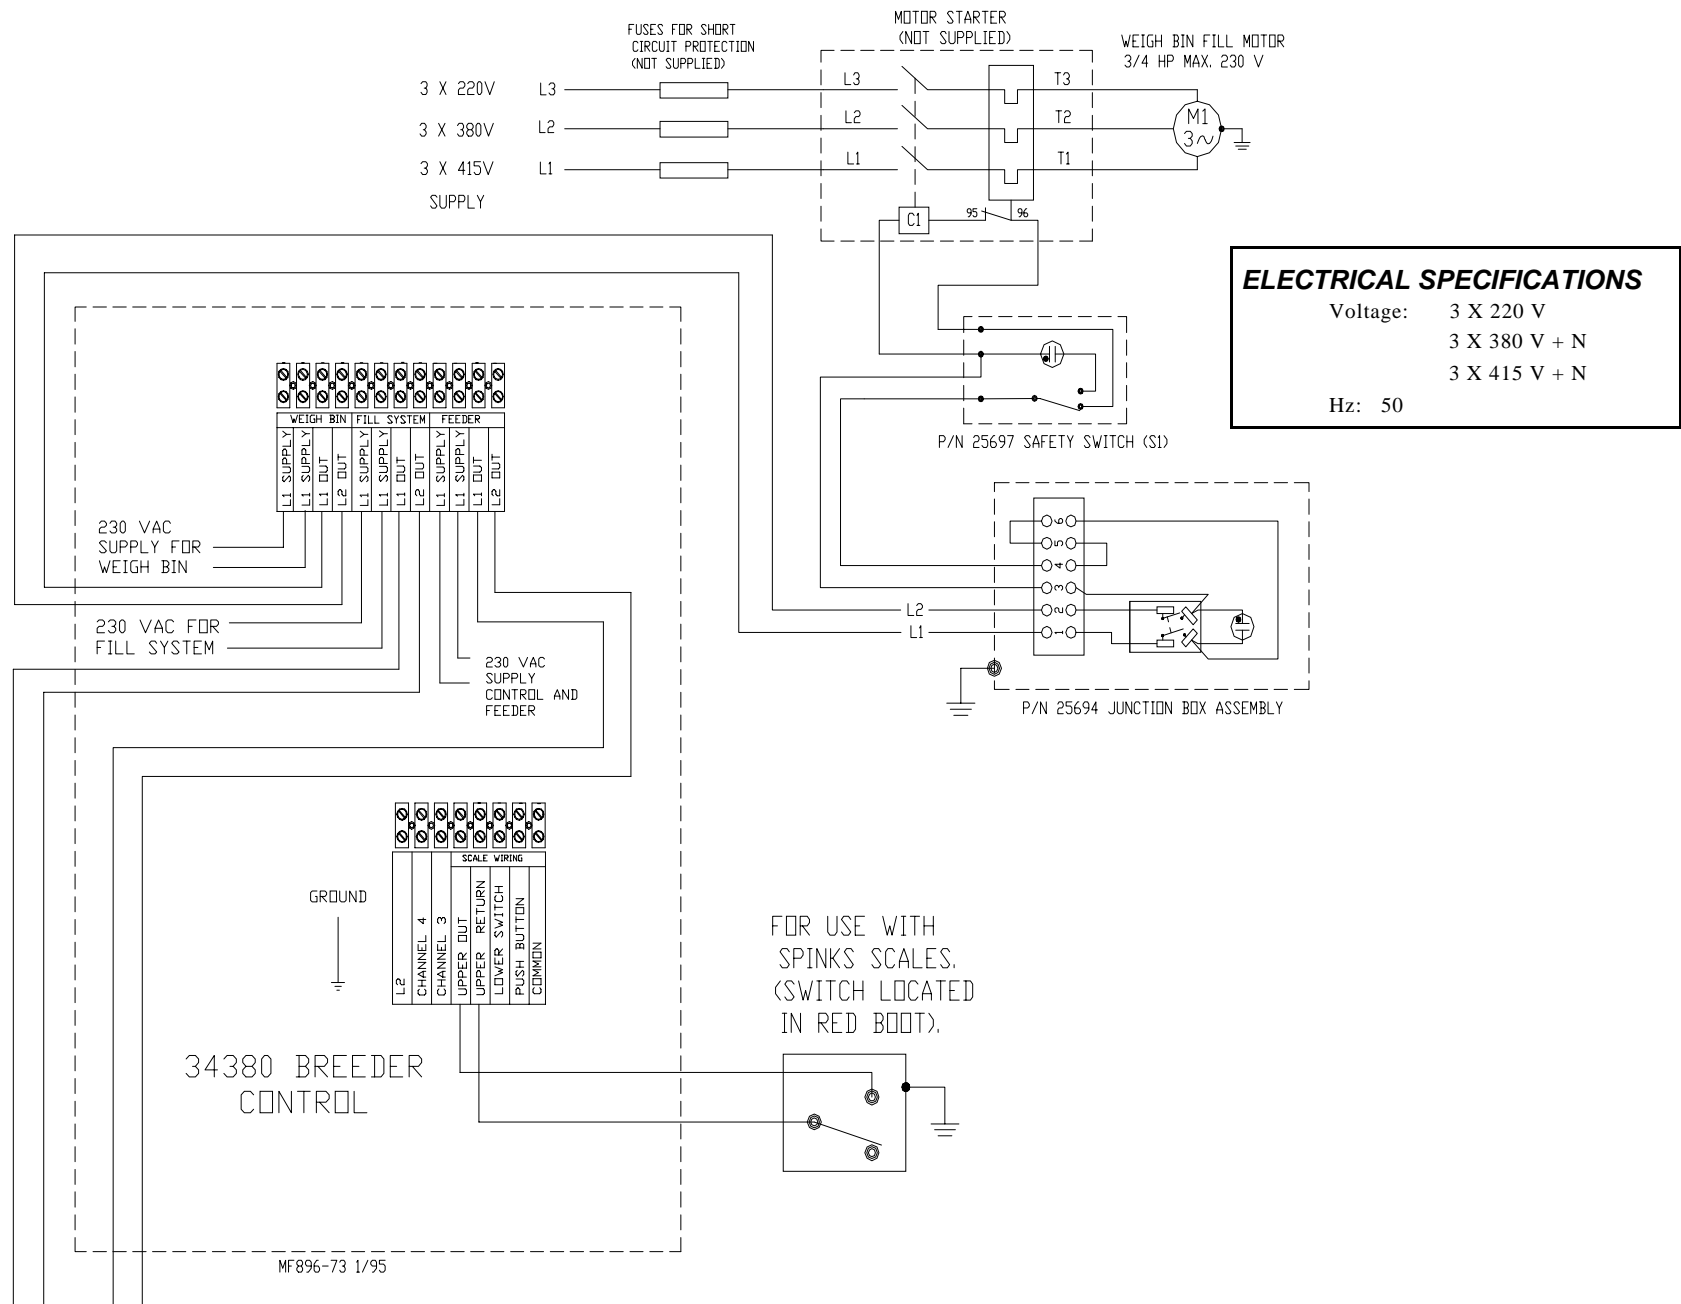 FUSES FOR SHORT
CIRCUIT PROTECTION
(NOT SUPPLIED)
MOTOR STARTER
(NOT SUPPLIED)
WEIGH BIN FILL MOTOR
3/4 HP MAX. 230 V
3 X 220V L3
L3
T3
3 X 380V L2
L2
T2
3 X 415V L1
L1
T1
SUPPLY
M1
3~
C1
95
96
ELECTRICAL SPECIFICATIONS
Voltage: 3 X 220 V
3 X 380 V + N
3 X 415 V + N
Hz: 50
P/N 25697 SAFETY SWITCH (S1)
WEIGH BIN
FILL SYSTEM
FEEDER
L1 SUPPLY
L1 SUPPLY
L1 OUT
L2 OUT
L1 SUPPLY
L1 SUPPLY
L1 OUT
L2 OUT
L1 SUPPLY
L1 SUPPLY
L1 OUT
L2 OUT
230 VAC
SUPPLY FOR
WEIGH BIN
230 VAC FOR
FILL SYSTEM
230 VAC
SUPPLY
CONTROL AND
FEEDER
6
5
4
3
2
1
L2
L1
P/N 25694 JUNCTION BOX ASSEMBLY
SCALE WIRING
L2
CHANNEL 4
CHANNEL 3
UPPER OUT
UPPER RETURN
LOWER SWITCH
PUSH BUTTON
COMMON
GROUND
FOR USE WITH
SPINKS SCALES.
(SWITCH LOCATED
IN RED BOOT).
34380 BREEDER
CONTROL
MF896-73 1/95